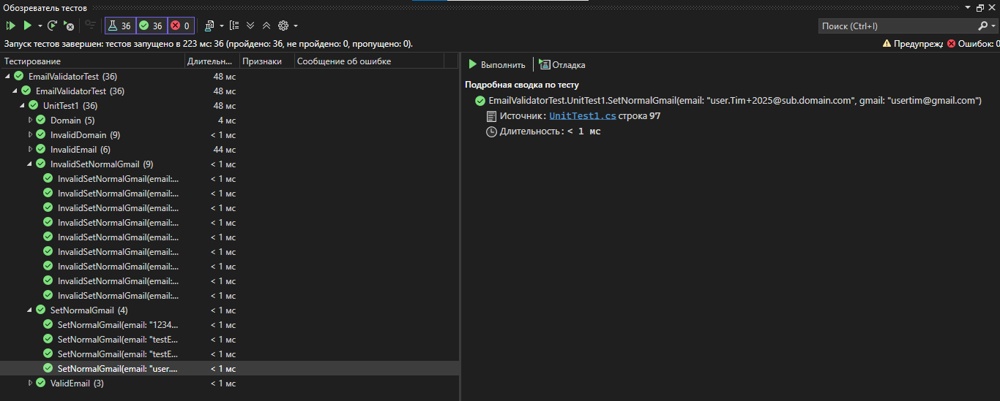 Обозреватель тестов
36 36 0
Поиск (Ctrl+I)
Запуск тестов завершен: тестов запущено в 223 мс: 36 (пройдено: 36, не пройдено: 0, пропущено: 0).
Предупрежд Ошибок: 0
Тестирование Длительн... Признаки Сообщение об ошибке
EmailValidatorTest (36) 48 мс
EmailValidatorTest (36) 48 мс
UnitTest1 (36) 48 мс
Domain (5) 4 мс
InvalidDomain (9) < 1 мс
InvalidEmail (6) 44 мс
InvalidSetNormalGmail (9) < 1 мс
InvalidSetNormalGmail(email:... < 1 мс
InvalidSetNormalGmail(email:... < 1 мс
InvalidSetNormalGmail(email:... < 1 мс
InvalidSetNormalGmail(email:... < 1 мс
InvalidSetNormalGmail(email:... < 1 мс
InvalidSetNormalGmail(email:... < 1 мс
InvalidSetNormalGmail(email:... < 1 мс
InvalidSetNormalGmail(email:... < 1 мс
InvalidSetNormalGmail(email:... < 1 мс
SetNormalGmail (4) < 1 мс
SetNormalGmail(email: "1234... < 1 мс
SetNormalGmail(email: "testE... < 1 мс
SetNormalGmail(email: "testE... < 1 мс
SetNormalGmail(email: "user.... < 1 мс
ValidEmail (3) < 1 мс
Выполнить Отладка
Подробная сводка по тесту
EmailValidatorTest.UnitTest1.SetNormalGmail(email: "user.Tim+2025@sub.domain.com", gmail: "usertim@gmail.com")
Источник: UnitTest1.cs строка 97
Длительность: < 1 мс